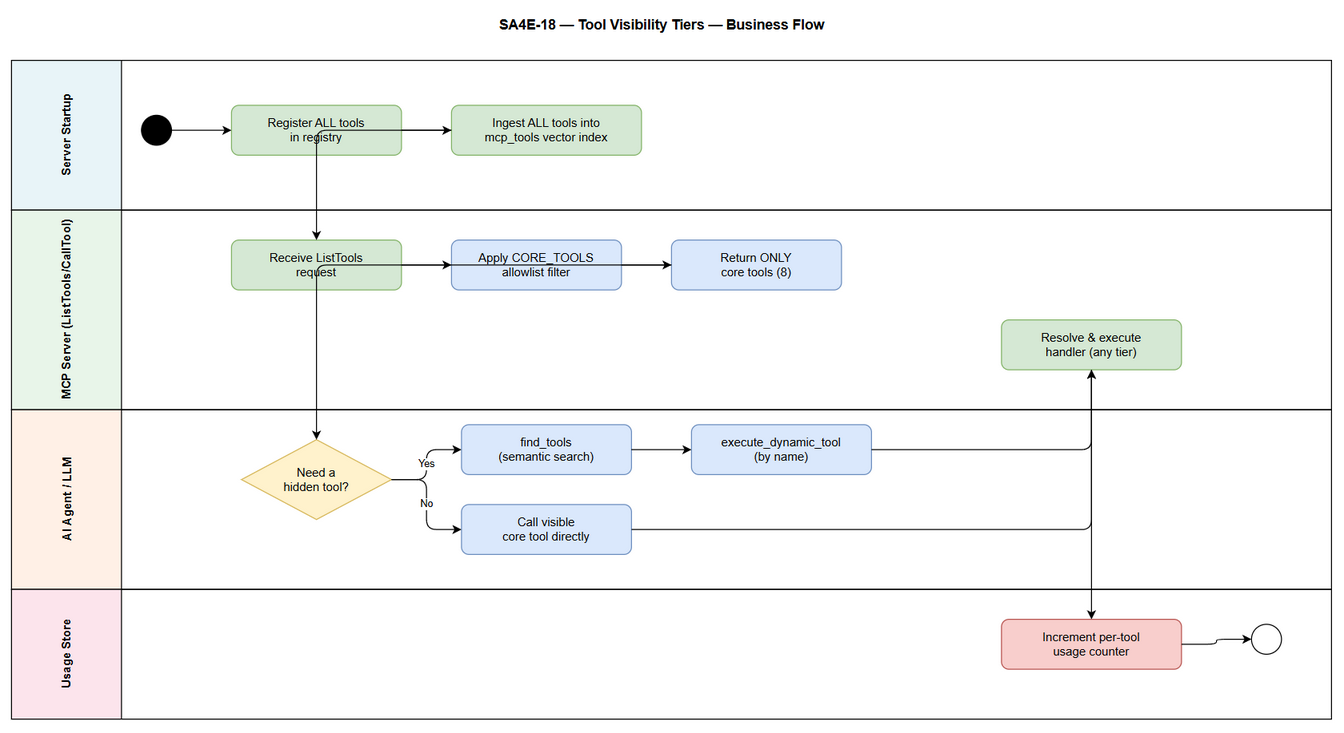 SA4E-18 — Tool Visibility Tiers — Business Flow
Server Startup
Register ALL tools
in registry
Ingest ALL tools into
mcp_tools vector index
MCP Server (ListTools/CallTool)
Receive ListTools
request
Apply CORE_TOOLS
allowlist filter
Return ONLY
core tools (8)
Resolve & execute
handler (any tier)
AI Agent / LLM
Need a
hidden tool?
Yes
No
find_tools
(semantic search)
execute_dynamic_tool
(by name)
Call visible
core tool directly
Usage Store
Increment per-tool
usage counter